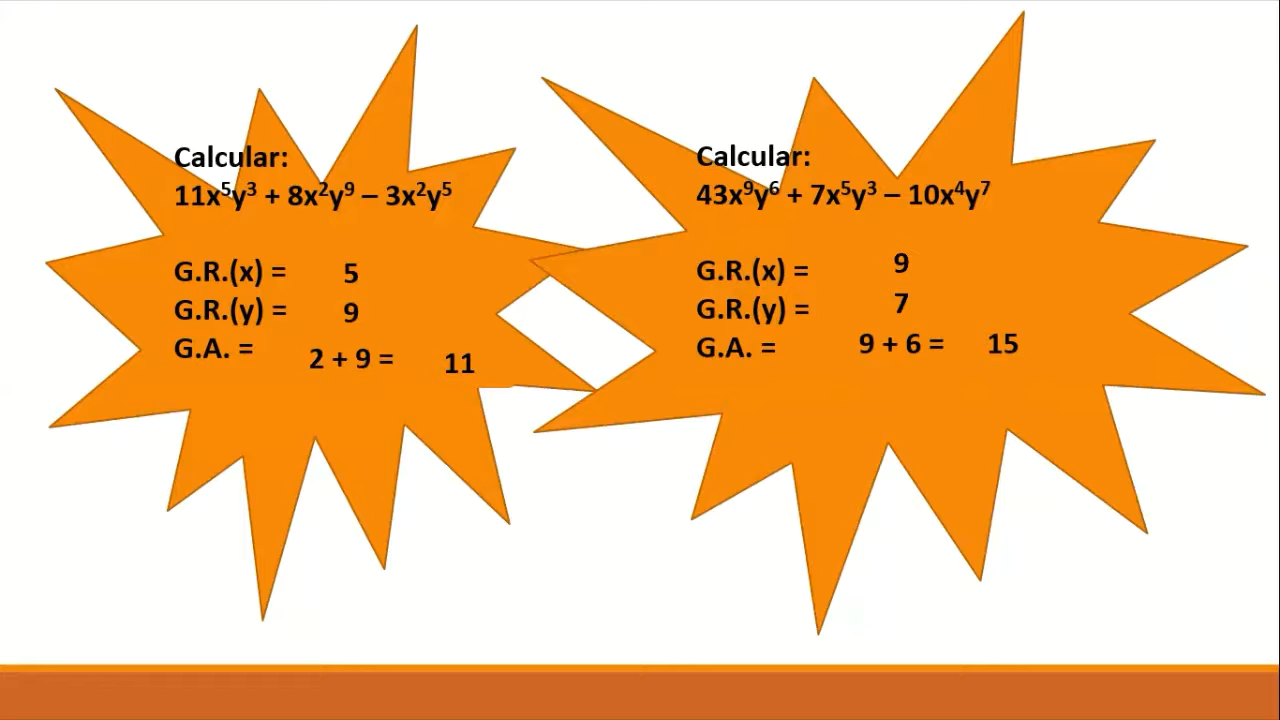 Calcular:
11x⁵y³ + 8x²y⁹ – 3x²y⁵
G.R.(x) = 5
G.R.(y) = 9
G.A. = 2 + 9 = 11
Calcular:
43x⁹y⁶ + 7x⁵y³ – 10x⁴y⁷
G.R.(x) = 9
G.R.(y) = 7
G.A. = 9 + 6 = 15